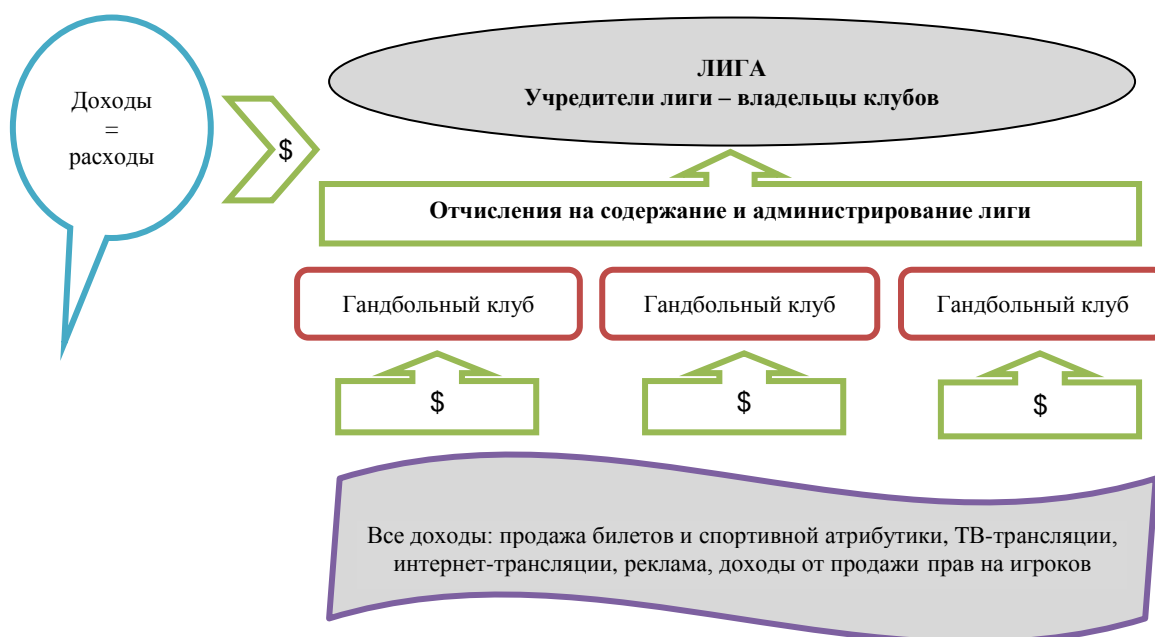 Доходы
=
расходы
$
ЛИГА
Учредители лиги – владельцы клубов
Отчисления на содержание и администрирование лиги
Гандбольный клуб
Гандбольный клуб
Гандбольный клуб
$
$
$
Все доходы: продажа билетов и спортивной атрибутики, ТВ-трансляции,
интернет-трансляции, реклама, доходы от продажи прав на игроков